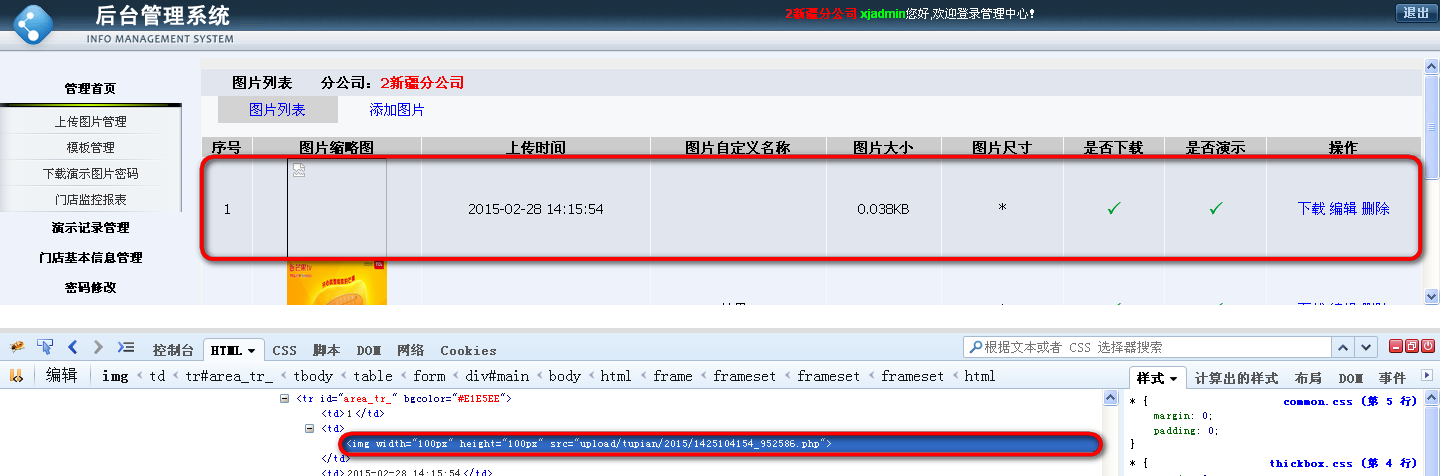 后台管理系统
INFO MANAGEMENT SYSTEM
2新疆分公司 xjadmin您好,欢迎登录管理中心!
退出
管理首页
上传图片管理
模板管理
下载演示图片密码
门店监控报表
演示记录管理
门店基本信息管理
密码修改
图片列表 分公司：2新疆分公司
图片列表 添加图片
序号 图片缩略图 上传时间 图片自定义名称 图片大小 图片尺寸 是否下载 是否演示 操作
1 2015-02-28 14:15:54 0.038KB * ✓ ✓ 下载 编辑 删除
控制台 HTML CSS 脚本 DOM 网络 Cookies
根据文本或者 CSS 选择器搜索
编辑 img < td < tr#area_tr_ < tbody < table < form < div#main < body < html < frame < frameset < frameset < frameset < html
样式 计算出的样式 布局 DOM 事件
<tr id="area_tr_" bgcolor="#E1E5EE">
<td>1</td>
<td>
<img width="100px" height="100px" src="upload/tupian/2015/1425104154_952586.php">
</td>
<td>2015-02-28 14:15:54</td>
* { common.css (第 5 行)
margin: 0;
padding: 0;
}
* { thickbox.css (第 4 行)